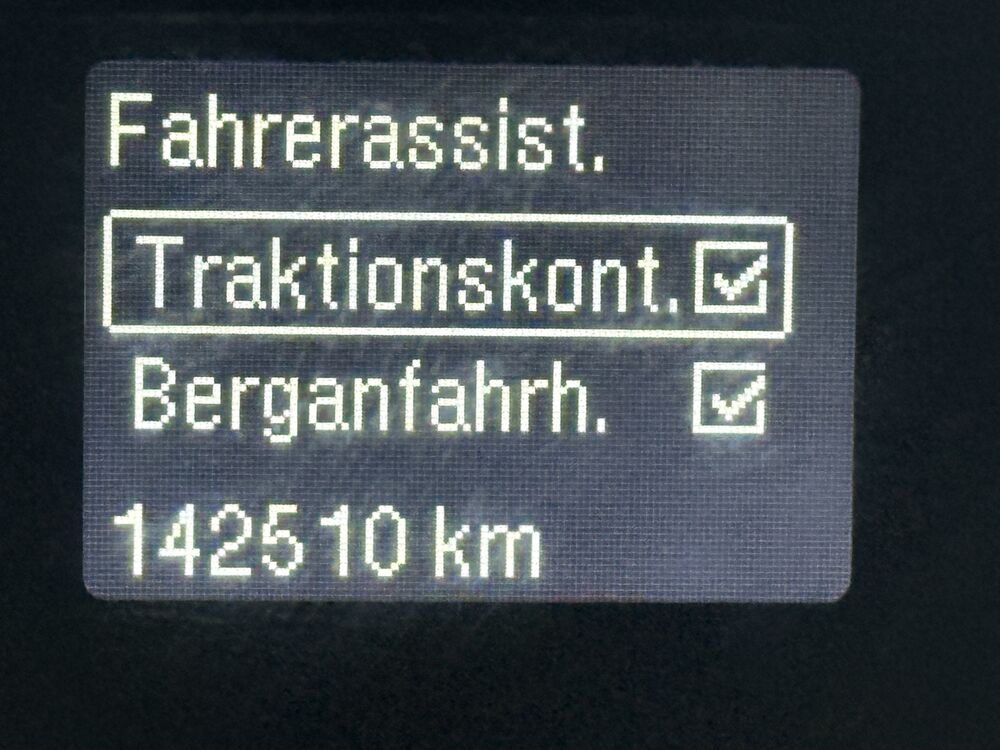 Fahrerassist.
Traktionskont.
Berganfahrh.
142510 km